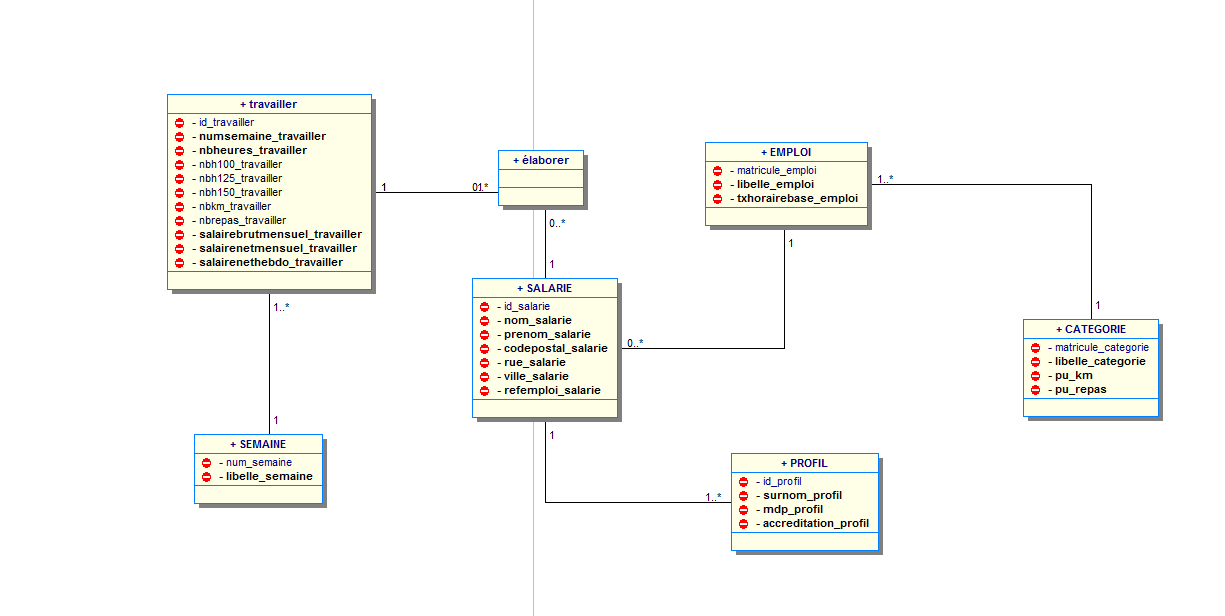 + travailler
- id_travailler
- numsemaine_travailler
- nbheures_travailler
- nbh100_travailler
- nbh125_travailler
- nbh150_travailler
- nbkm_travailler
- nbrepas_travailler
- salairebrutmensuel_travailler
- salairenetmensuel_travailler
- salairenethebdo_travailler
1
1..*
+ élaborer
0..*
1
+ EMPLOI
- matricule_emploi
- libelle_emploi
- txhorairebase_emploi
1..*
1
+ SALARIE
- id_salarie
- nom_salarie
- prenom_salarie
- codepostal_salarie
- rue_salarie
- ville_salarie
- refemploi_salarie
0..*
1
1
+ CATEGORIE
- matricule_categorie
- libelle_categorie
- pu_km
- pu_repas
1
+ SEMAINE
- num_semaine
- libelle_semaine
1..*
+ PROFIL
- id_profil
- surnom_profil
- mdp_profil
- accreditation_profil